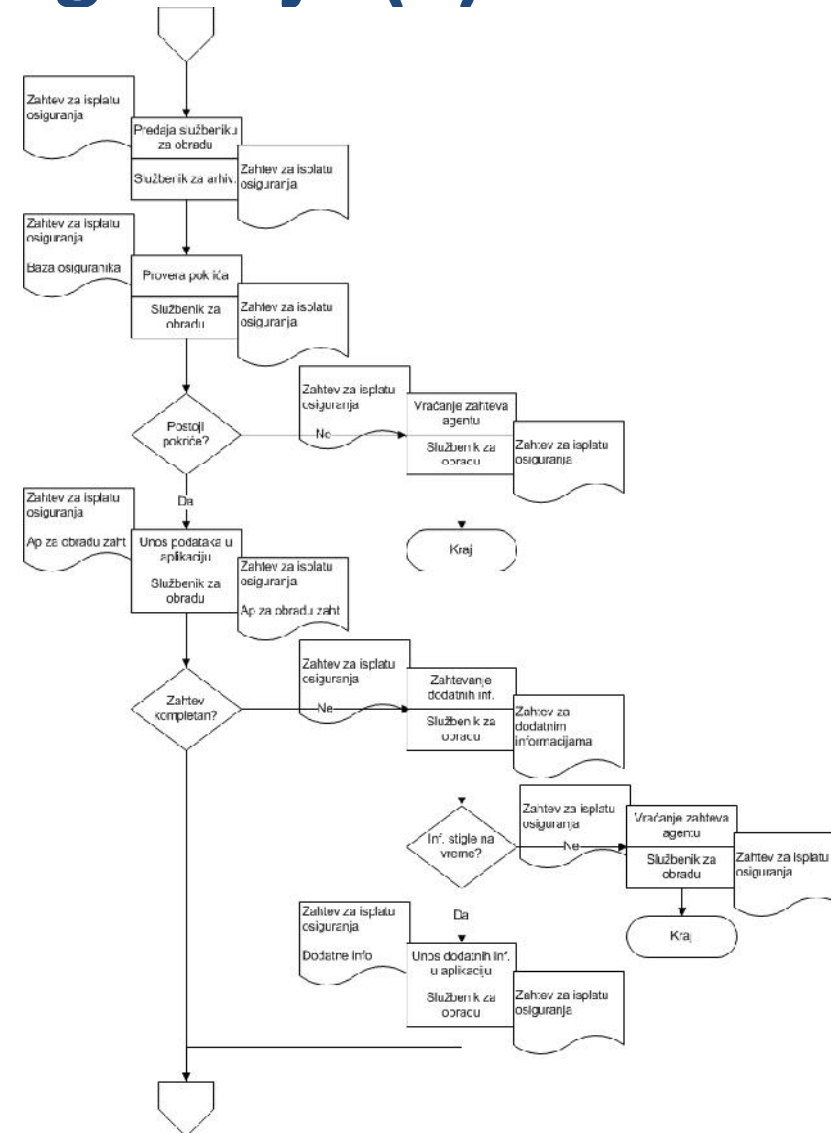 Zahtev za isplatu
osiguranja
Predaja službeniku
za obradu
Službenik za arhiv.
Zahtev za isplatu
osiguranja
Zahtev za isplatu
osiguranja
Baza osiguranika
Provera pok ića
Službenik za
obradu
Zahtev za isplatu
osiguranja
Postoji
pokriće?
Ne
Zahtev za isplatu
osiguranja
Vraćanje zahteva
agentu
Službenik za
obradu
Zahtev za isplatu
osiguranja
Kraj
Da
Zahtev za isplatu
osiguranja
Ap za obradu zaht
Unos podataka u
aplikaciju
Službenik za
obradu
Zahtev za isplatu
osiguranja
Ap za obradu zaht
Zahtev
kompletan?
Ne
Zahtev za isplatu
osiguranja
Zahtevanje
dodatnih inf.
Službenik za
obradu
Zahtev za
dodatnim
informacijama
Inf. stigle na
vreme?
Ne
Zahtev za isplatu
osiguranja
Vraćanje zahteva
agentu
Službenik za
obradu
Zahtev za isplatu
osiguranja
Kraj
Da
Zahtev za isplatu
osiguranja
Dodatne info
Unos dodatnih inf.
u aplikaciju
Službenik za
obradu
Zahtev za isplatu
osiguranja